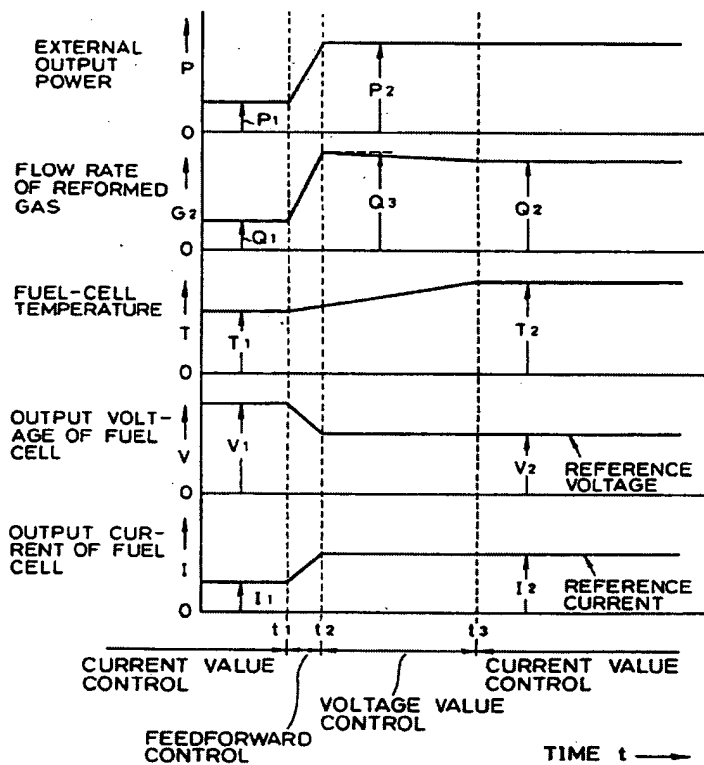 EXTERNAL
OUTPUT
POWER
P
P1
P2
0
FLOW RATE
OF REFORMED
GAS
G2
Q1
Q3
Q2
0
FUEL-CELL
TEMPERATURE
T
T1
T2
0
OUTPUT VOLT-
AGE OF FUEL
CELL
V
V1
V2
REFERENCE
VOLTAGE
0
OUTPUT CUR-
RENT OF FUEL
CELL
I
I1
I2
REFERENCE
CURRENT
0
t1 t2 t3
CURRENT VALUE
CONTROL
FEEDFORWARD
CONTROL
VOLTAGE VALUE
CONTROL
CURRENT VALUE
CONTROL
TIME t